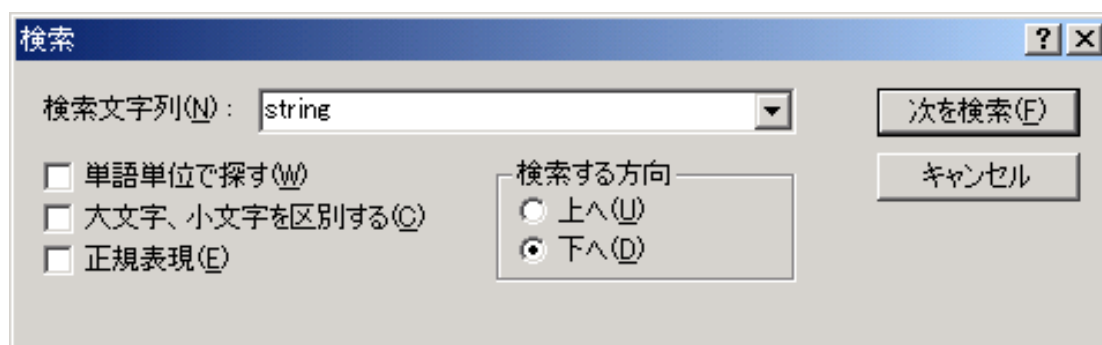 検索
検索文字列(N) : string
次を検索(F)
単語単位で探す(W)
大文字、小文字を区別する(C)
正規表現(E)
検索する方向
上へ(U)
下へ(D)
キャンセル